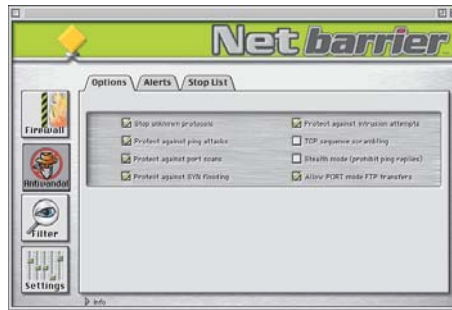 Net barrier
Options Alerts Stop List
Firewall
Antivandal
Filter
Settings
Stop unknown protocols
Protect against ping attacks
Protect against port scans
Protect against SYN flooding
Protect against intrusion attempts
TCP sequence scrambling
Stealth mode (prohibit ping replies)
Allow PORT mode FTP transfers
Info